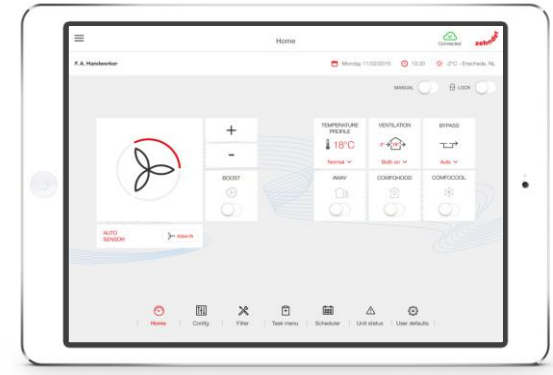 Home
Connected
zehnder
F. A. Handworker
Monday 11/02/2015
10:30
-2°C - Enschede, NL
MANUAL
LOCK
TEMPERATURE PROFILE
18°C
Normal
VENTILATION
Both on
BYPASS
Auto
+
-
BOOST
AWAY
COMFOHOOD
COMFOCOOL
AUTO SENSOR
Home
Config.
Filter
Task menu
Scheduler
Unit status
User defaults